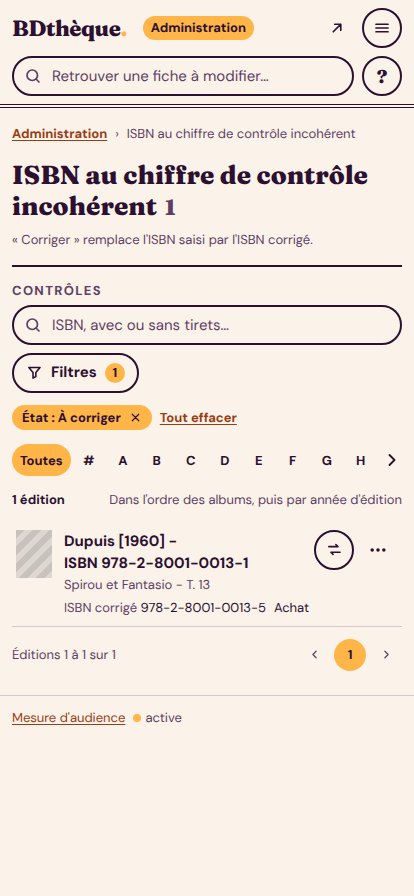 BDthèque.
Administration
Retrouver une fiche à modifier...
?
Administration › ISBN au chiffre de contrôle incohérent
ISBN au chiffre de contrôle
incohérent 1
« Corriger » remplace l'ISBN saisi par l'ISBN corrigé.
CONTRÔLES
ISBN, avec ou sans tirets...
Filtres 1
État : À corriger ✕ Tout effacer
Toutes # A B C D E F G H
1 édition Dans l'ordre des albums, puis par année d'édition
Dupuis [1960] -
ISBN 978-2-8001-0013-1
Spirou et Fantasio - T. 13
ISBN corrigé 978-2-8001-0013-5 Achat
Éditions 1 à 1 sur 1 ‹ 1 ›
Mesure d'audience active